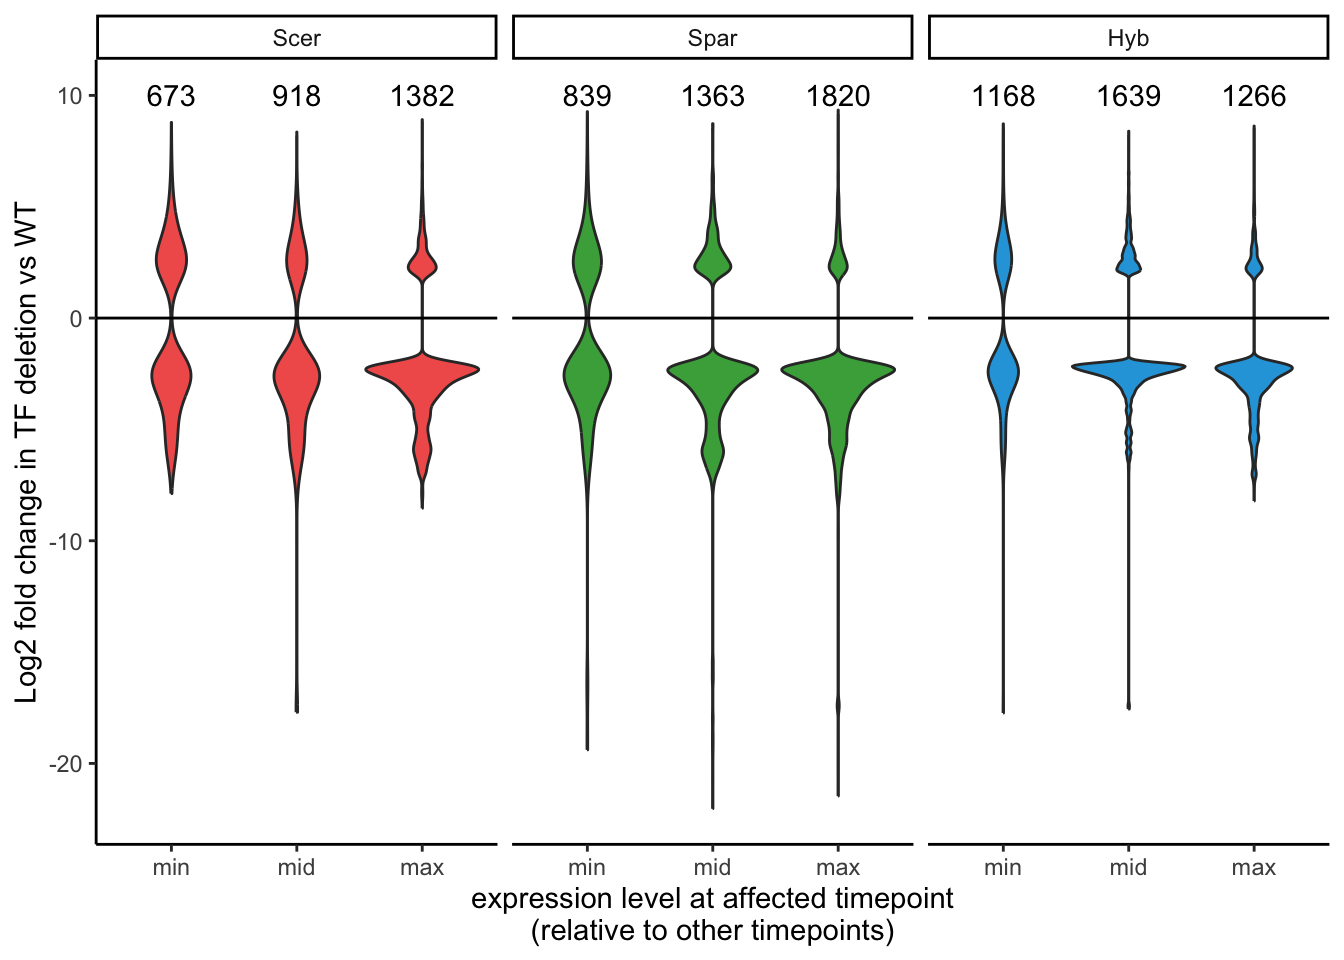 Scer Spar Hyb
673 918 1382 839 1363 1820 1168 1639 1266
10
0
-10
-20
Log2 fold change in TF deletion vs WT
min mid max min mid max min mid max
expression level at affected timepoint
(relative to other timepoints)